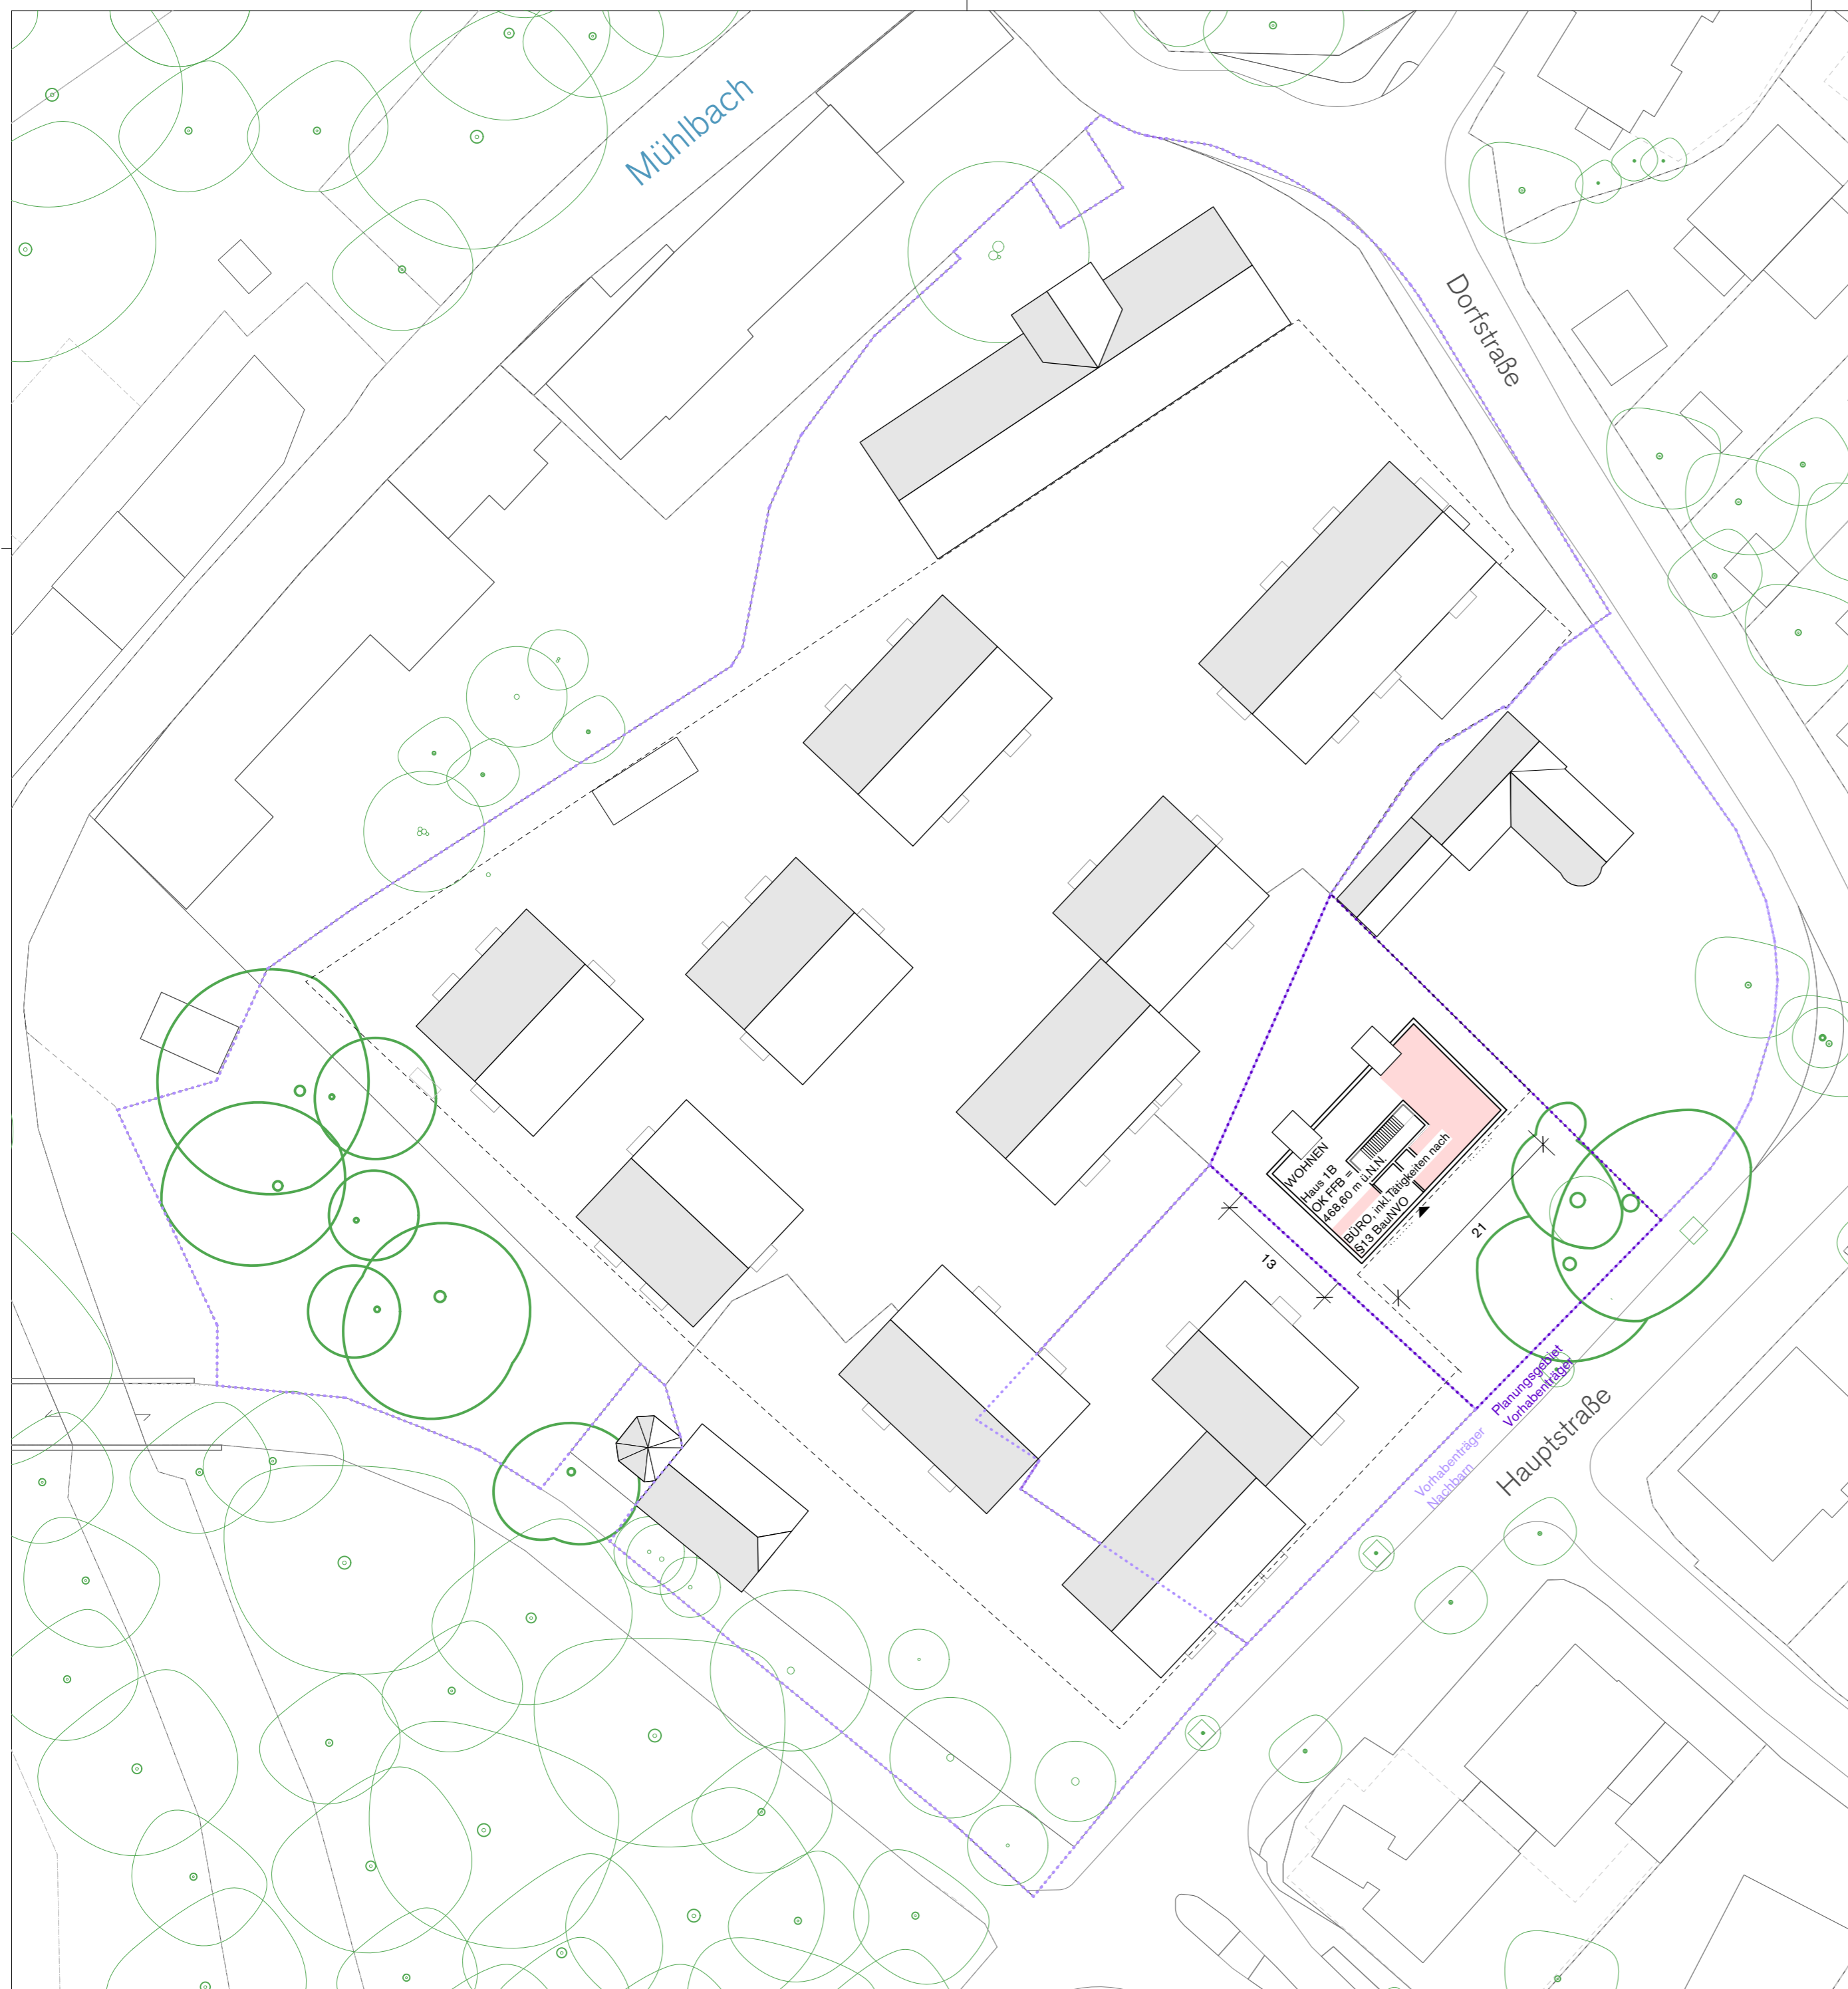 Mühlbach
Dorfstraße
WOHNEN
Haus 1B
OK FFB =
468,60 m ü.N.N.
BÜRO, inkl.Tätigkeiten nach
§13 BauNVO
13
21
Planungsgebiet
Vorhabenträger
Vorhabenträger
Nachbarn
Hauptstraße